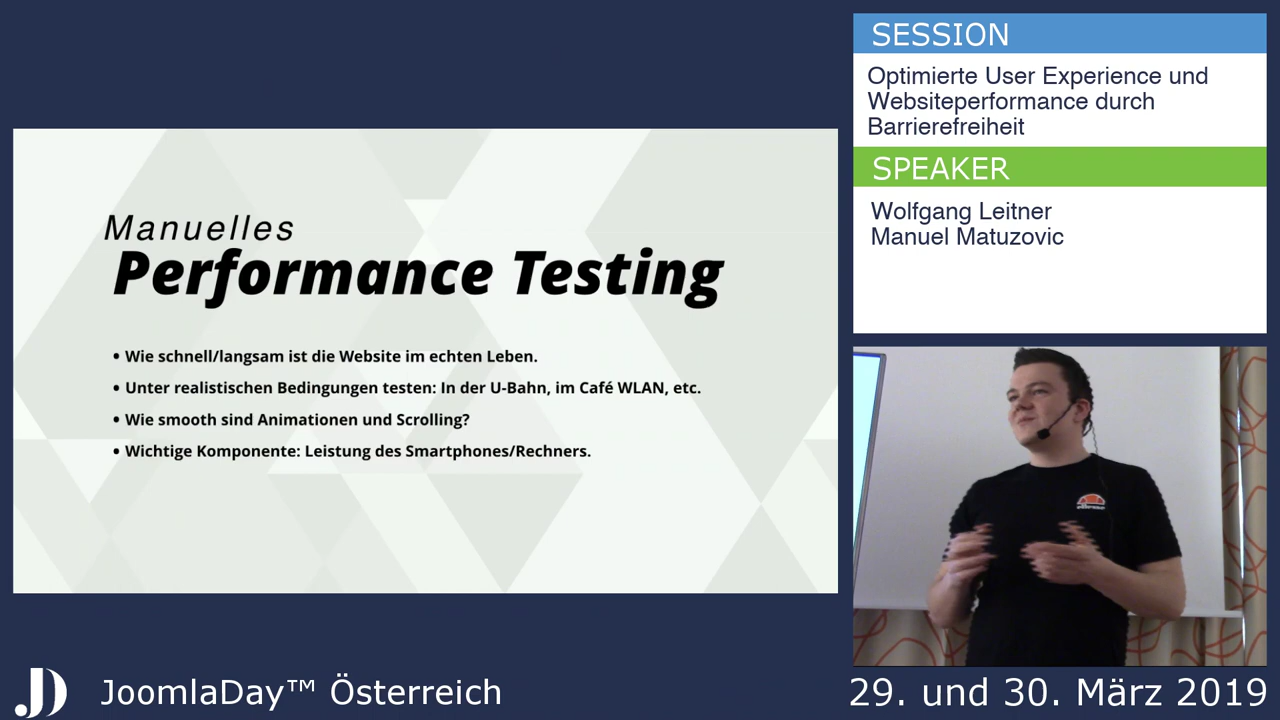 SESSION
Optimierte User Experience und
Websiteperformance durch
Barrierefreiheit
SPEAKER
Wolfgang Leitner
Manuel Matuzovic
Manuelles
Performance Testing
• Wie schnell/langsam ist die Website im echten Leben.
• Unter realistischen Bedingungen testen: In der U-Bahn, im Café WLAN, etc.
• Wie smooth sind Animationen und Scrolling?
• Wichtige Komponente: Leistung des Smartphones/Rechners.
JoomlaDay™ Österreich
29. und 30. März 2019